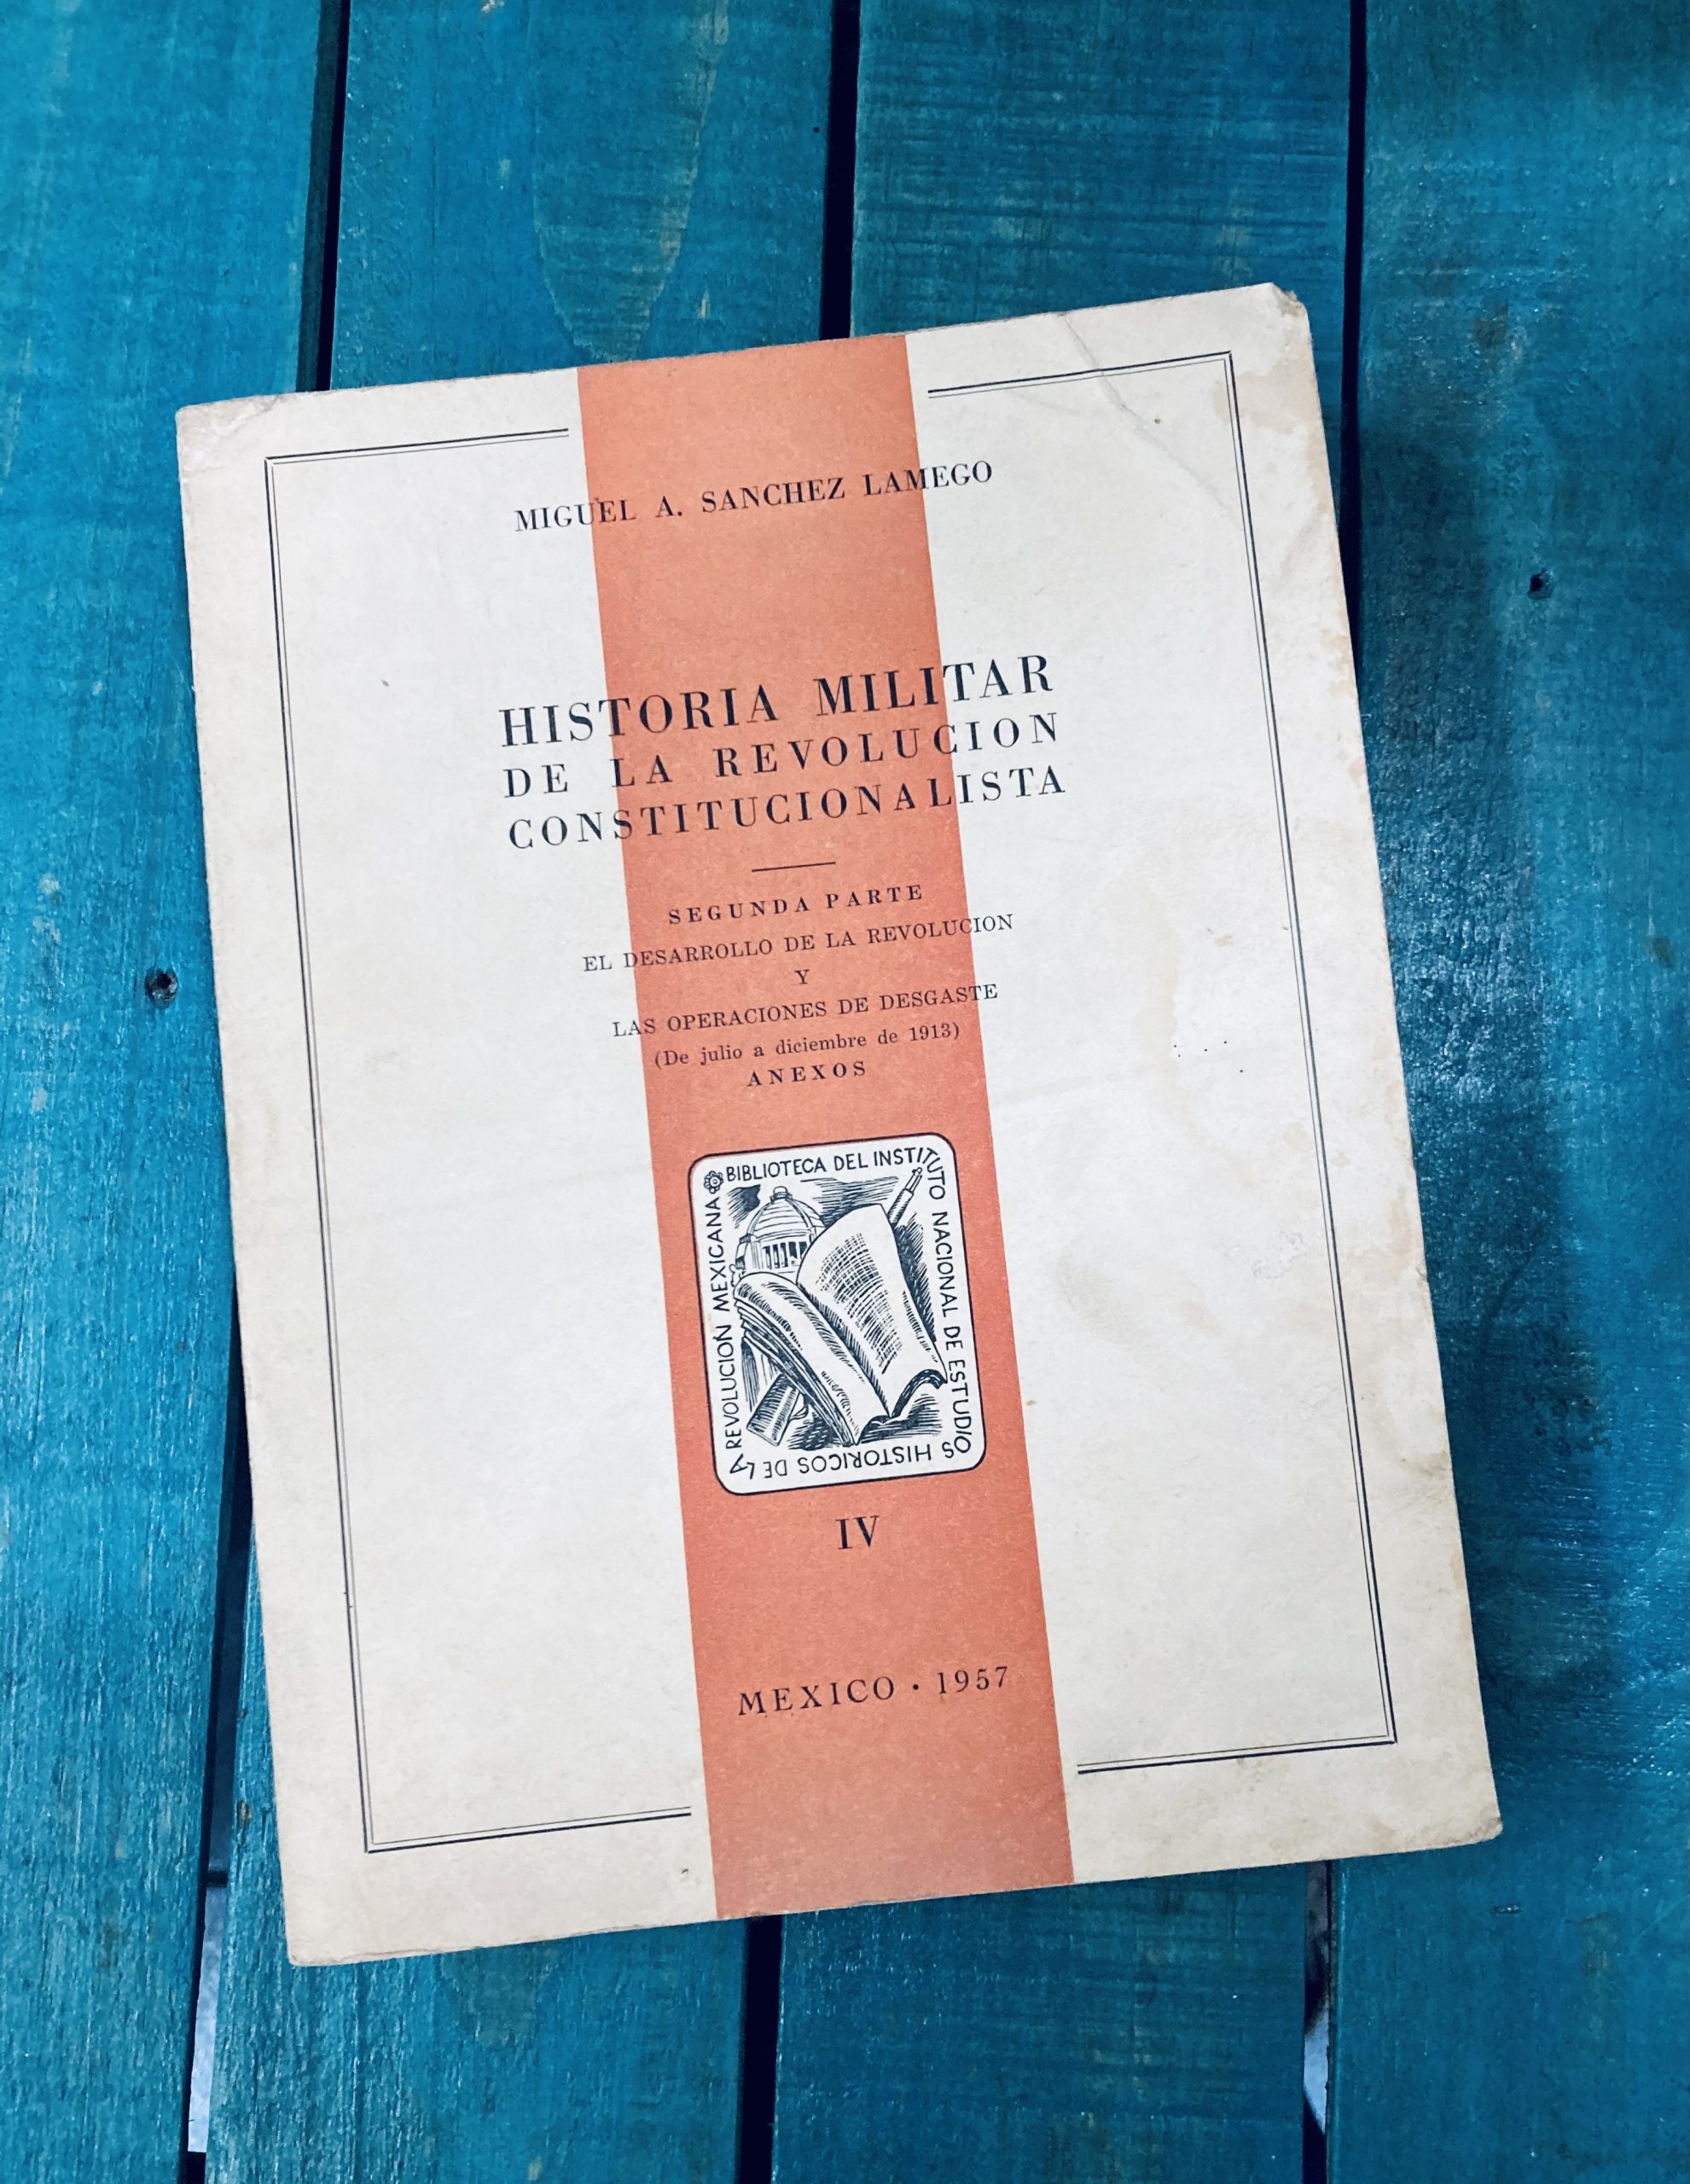 MIGUEL A. SANCHEZ LAMEGO
HISTORIA MILITAR
DE LA REVOLUCION
CONSTITUCIONALISTA
SEGUNDA PARTE
EL DESARROLLO DE LA REVOLUCION
Y
LAS OPERACIONES DE DESGASTE
(De julio a diciembre de 1913)
ANEXOS
BIBLIOTECA DEL INSTITUTO NACIONAL DE ESTUDIOS HISTORICOS DE LA REVOLUCIÓN MEXICANA
IV
MEXICO • 1957